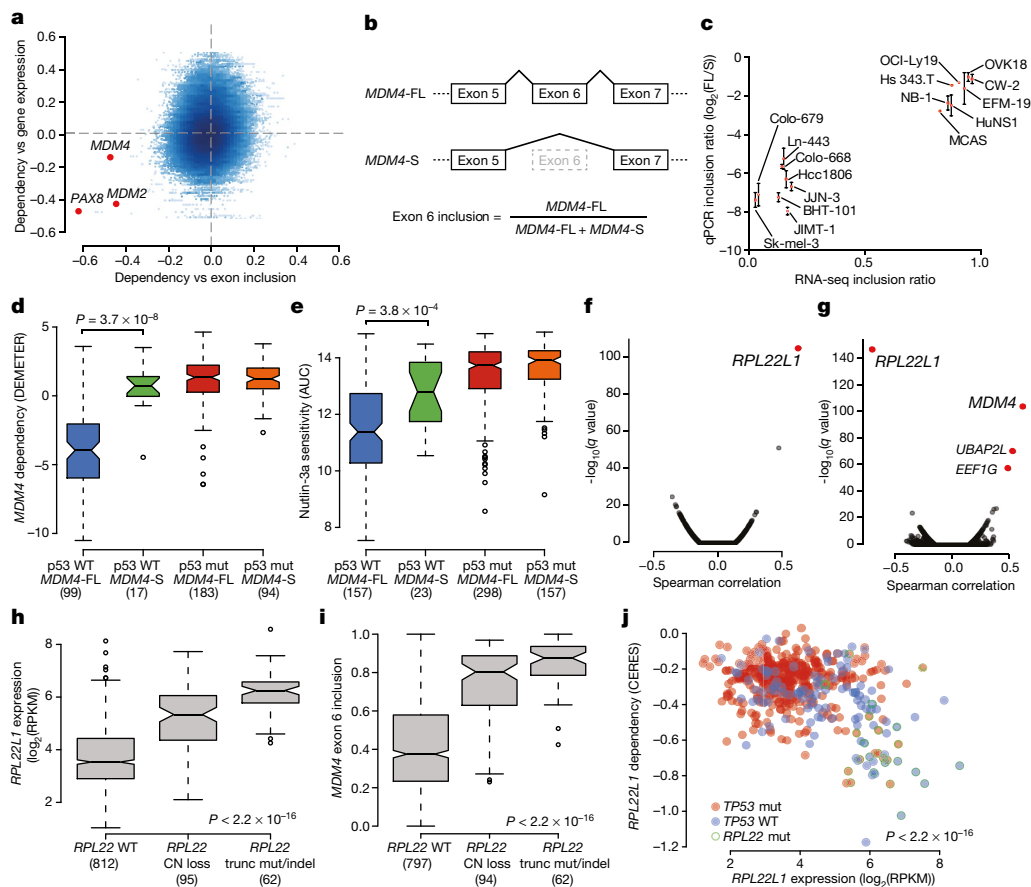 a
Dependency vs gene expression
0.6
0.4
0.2
0.0
−0.2
−0.4
−0.6
MDM4
PAX8
MDM2
−0.6 −0.4 −0.2 0.0 0.2 0.4 0.6
Dependency vs exon inclusion
b
MDM4-FL Exon 5 Exon 6 Exon 7
MDM4-S Exon 5 Exon 6 Exon 7
Exon 6 inclusion = MDM4-FL
MDM4-FL + MDM4-S
c
qPCR inclusion ratio (log2(FL/S))
0
−2
−4
−6
−8
−10
OCI-Ly19
OVK18
Hs 343.T
CW-2
NB-1
EFM-19
HuNS1
MCAS
Colo-679
Ln-443
Colo-668
Hcc1806
JJN-3
BHT-101
JIMT-1
Sk-mel-3
0 0.5 1.0
RNA-seq inclusion ratio
d
MDM4 dependency (DEMETER)
P = 3.7 × 10−8
5
0
−5
−10
p53 WT p53 WT p53 mut p53 mut
MDM4-FL MDM4-S MDM4-FL MDM4-S
(99) (17) (183) (94)
e
Nutlin-3a sensitivity (AUC)
P = 3.8 × 10−4
14
12
10
8
p53 WT p53 WT p53 mut p53 mut
MDM4-FL MDM4-S MDM4-FL MDM4-S
(157) (23) (298) (157)
f
-log10(q value)
100
80
60
40
20
0
RPL22L1
−0.5 0.0 0.5
Spearman correlation
g
-log10(q value)
140
120
100
80
60
40
20
0
RPL22L1
MDM4
UBAP2L
EEF1G
−0.5 0.0 0.5
Spearman correlation
h
RPL22L1 expression
(log2(RPKM))
8
6
4
2
P < 2.2 × 10−16
RPL22 WT RPL22 RPL22
(812) CN loss trunc mut/indel
(95) (62)
i
MDM4 exon 6 inclusion
1.0
0.8
0.6
0.4
0.2
0.0
P < 2.2 × 10−16
RPL22 WT RPL22 RPL22
(797) CN loss trunc mut/indel
(94) (62)
j
RPL22L1 dependency (CERES)
0.0
−0.2
−0.4
−0.6
−0.8
−1.0
−1.2
TP53 mut
TP53 WT
RPL22 mut
P < 2.2 × 10−16
2 4 6 8
RPL22L1 expression (log2(RPKM))